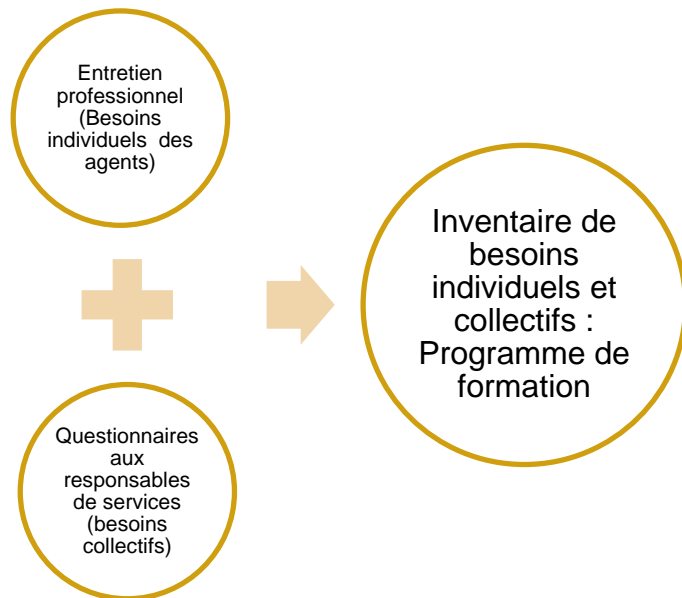 Entretien
professionnel
(Besoins
individuels des
agents)
Questionnaires
aux
responsables
de services
(besoins
collectifs)
Inventaire de
besoins
individuels et
collectifs :
Programme de
formation